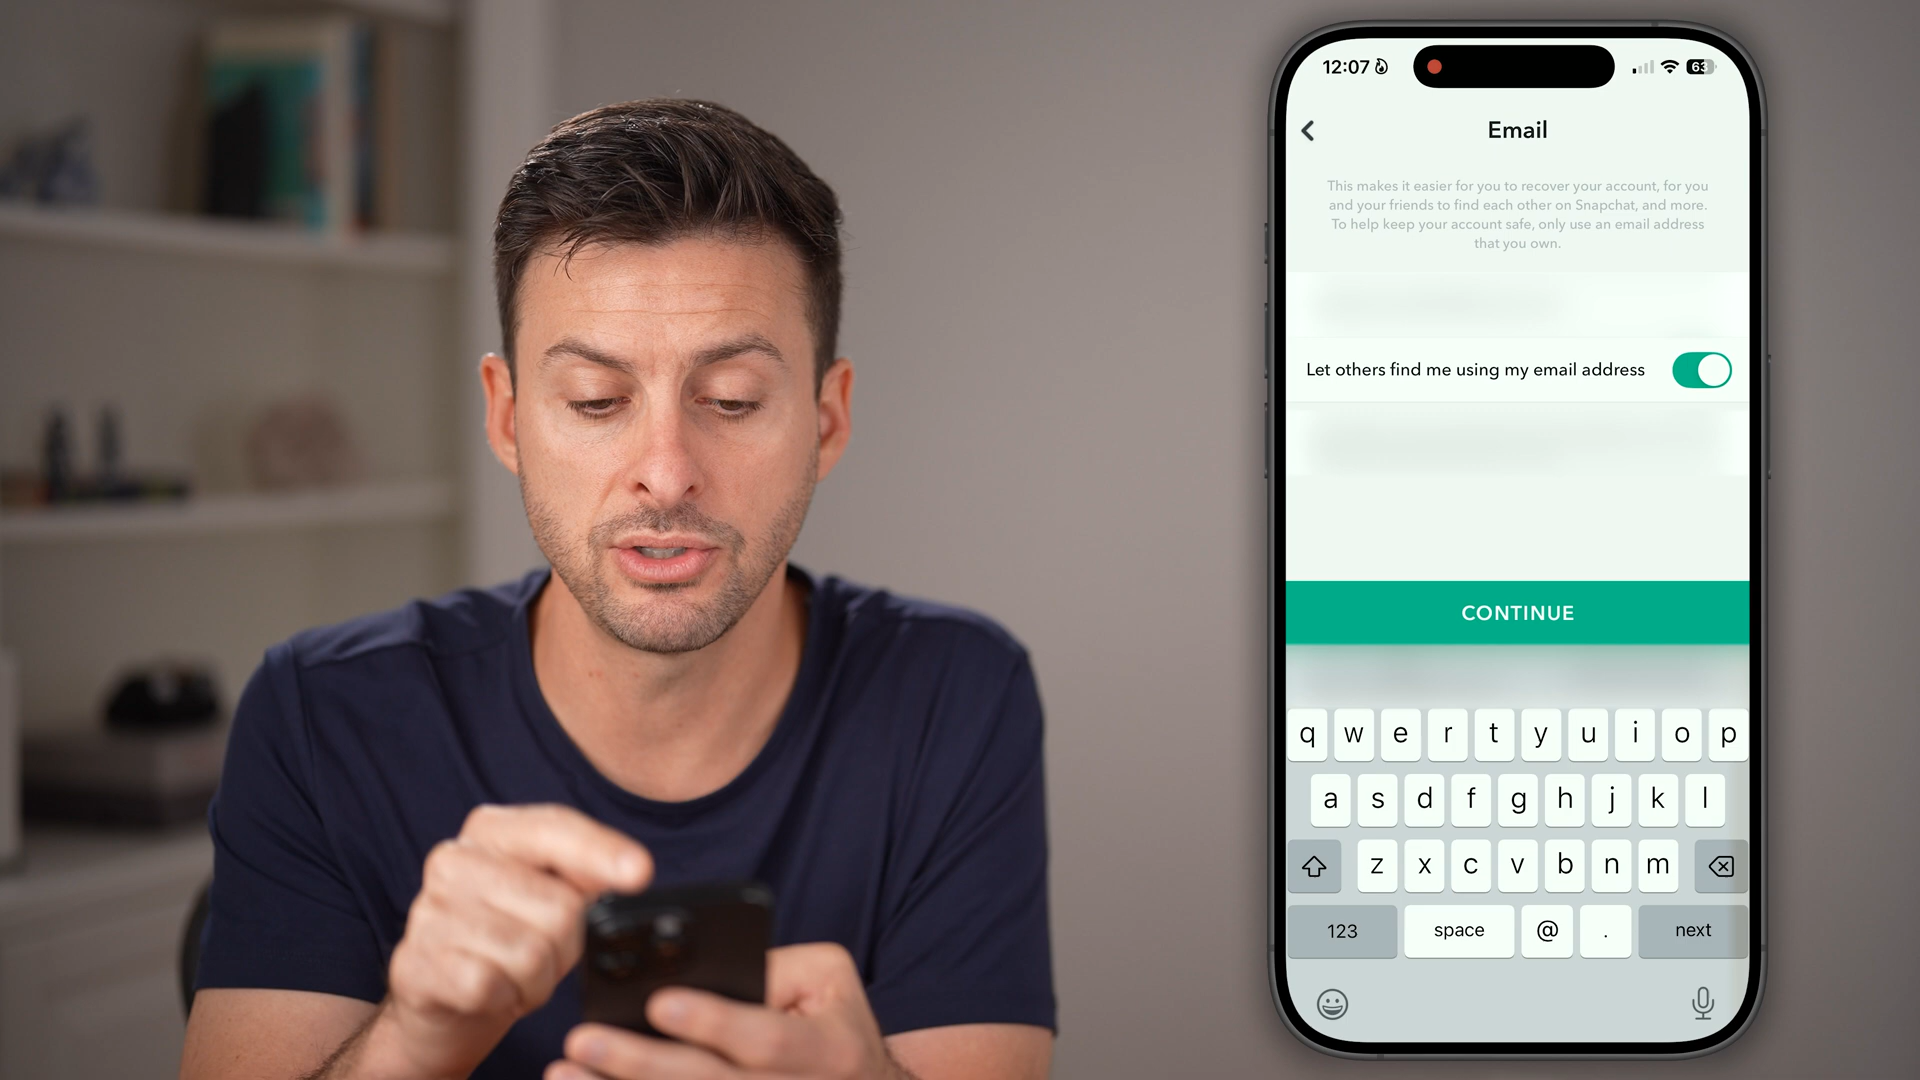 12:07
63
Email
This makes it easier for you to recover your account, for you
and your friends to find each other on Snapchat, and more.
To help keep your account safe, only use an email address
that you own.
Let others find me using my email address
CONTINUE
q w e r t y u i o p
a s d f g h j k l
z x c v b n m
123 space @ . next